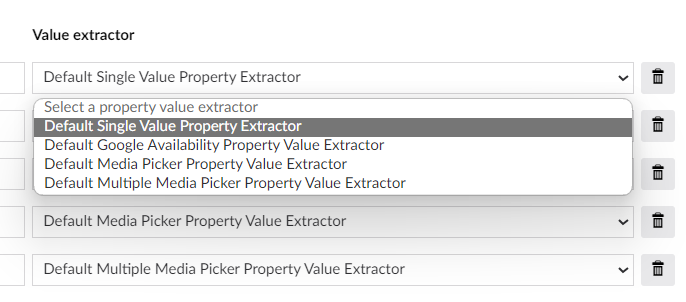 Value extractor
Default Single Value Property Extractor
Select a property value extractor
Default Single Value Property Extractor
Default Google Availability Property Value Extractor
Default Media Picker Property Value Extractor
Default Multiple Media Picker Property Value Extractor
Default Media Picker Property Value Extractor
Default Multiple Media Picker Property Value Extractor